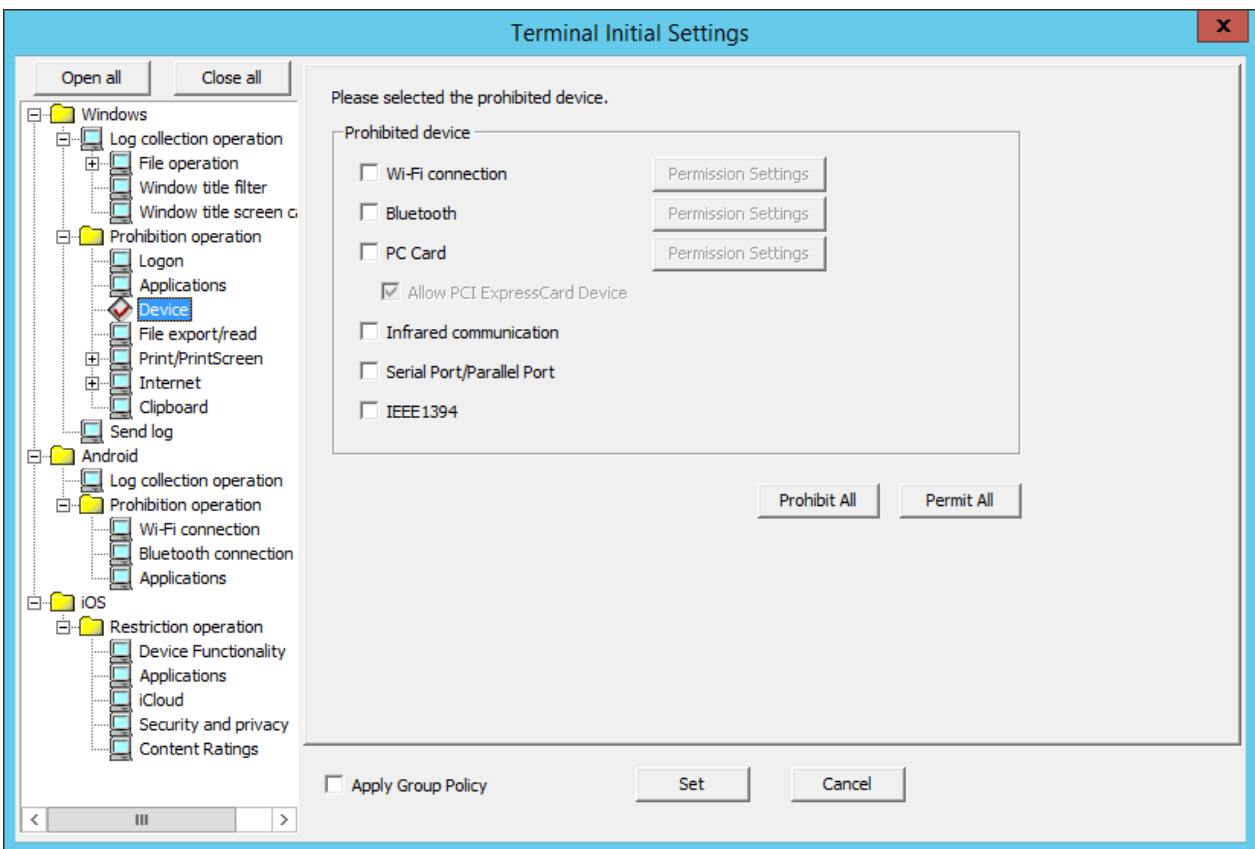 Terminal Initial Settings
x
Open all
Close all
Windows
Log collection operation
File operation
Window title filter
Window title screen ca
Prohibition operation
Logon
Applications
Device
File export/read
Print/PrintScreen
Internet
Clipboard
Send log
Android
Log collection operation
Prohibition operation
Wi-Fi connection
Bluetooth connection
Applications
iOS
Restriction operation
Device Functionality
Applications
iCloud
Security and privacy
Content Ratings
Please selected the prohibited device.
Prohibited device
Wi-Fi connection
Permission Settings
Bluetooth
Permission Settings
PC Card
Permission Settings
Allow PCI ExpressCard Device
Infrared communication
Serial Port/Parallel Port
IEEE1394
Prohibit All
Permit All
Apply Group Policy
Set
Cancel